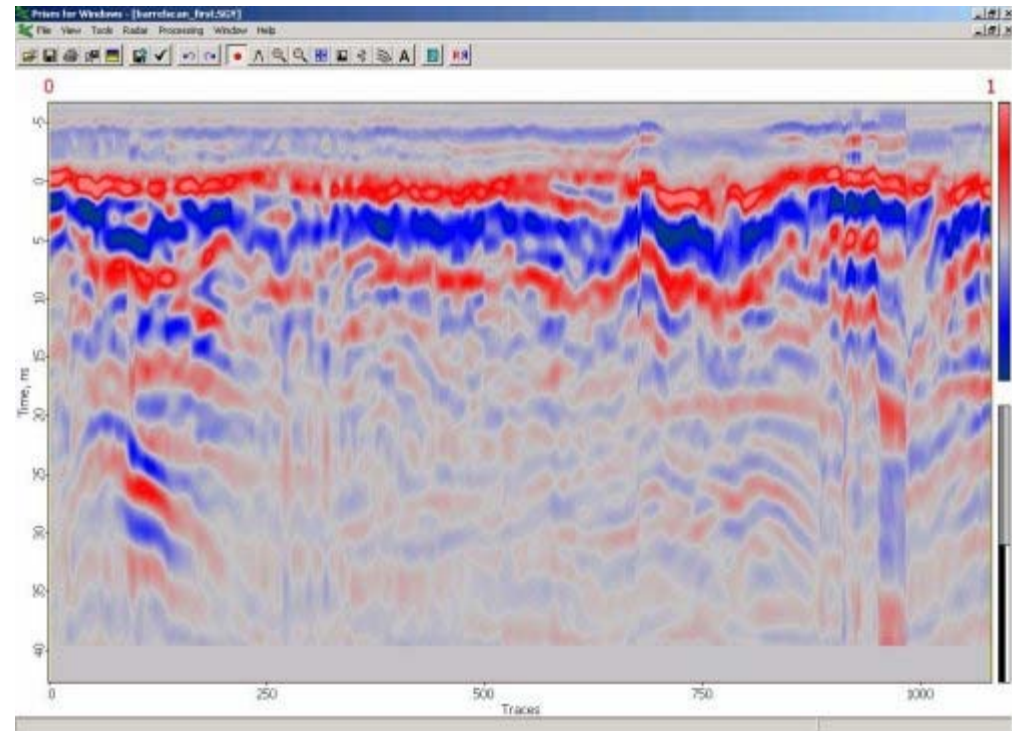 Prism for Windows - [barrelscan_first.SGY]
File View Tools Radar Processing Window Help
A
0 1
-5
0
5
10
15
20
25
30
35
40
Time, ns
0 250 500 750 1000
Traces